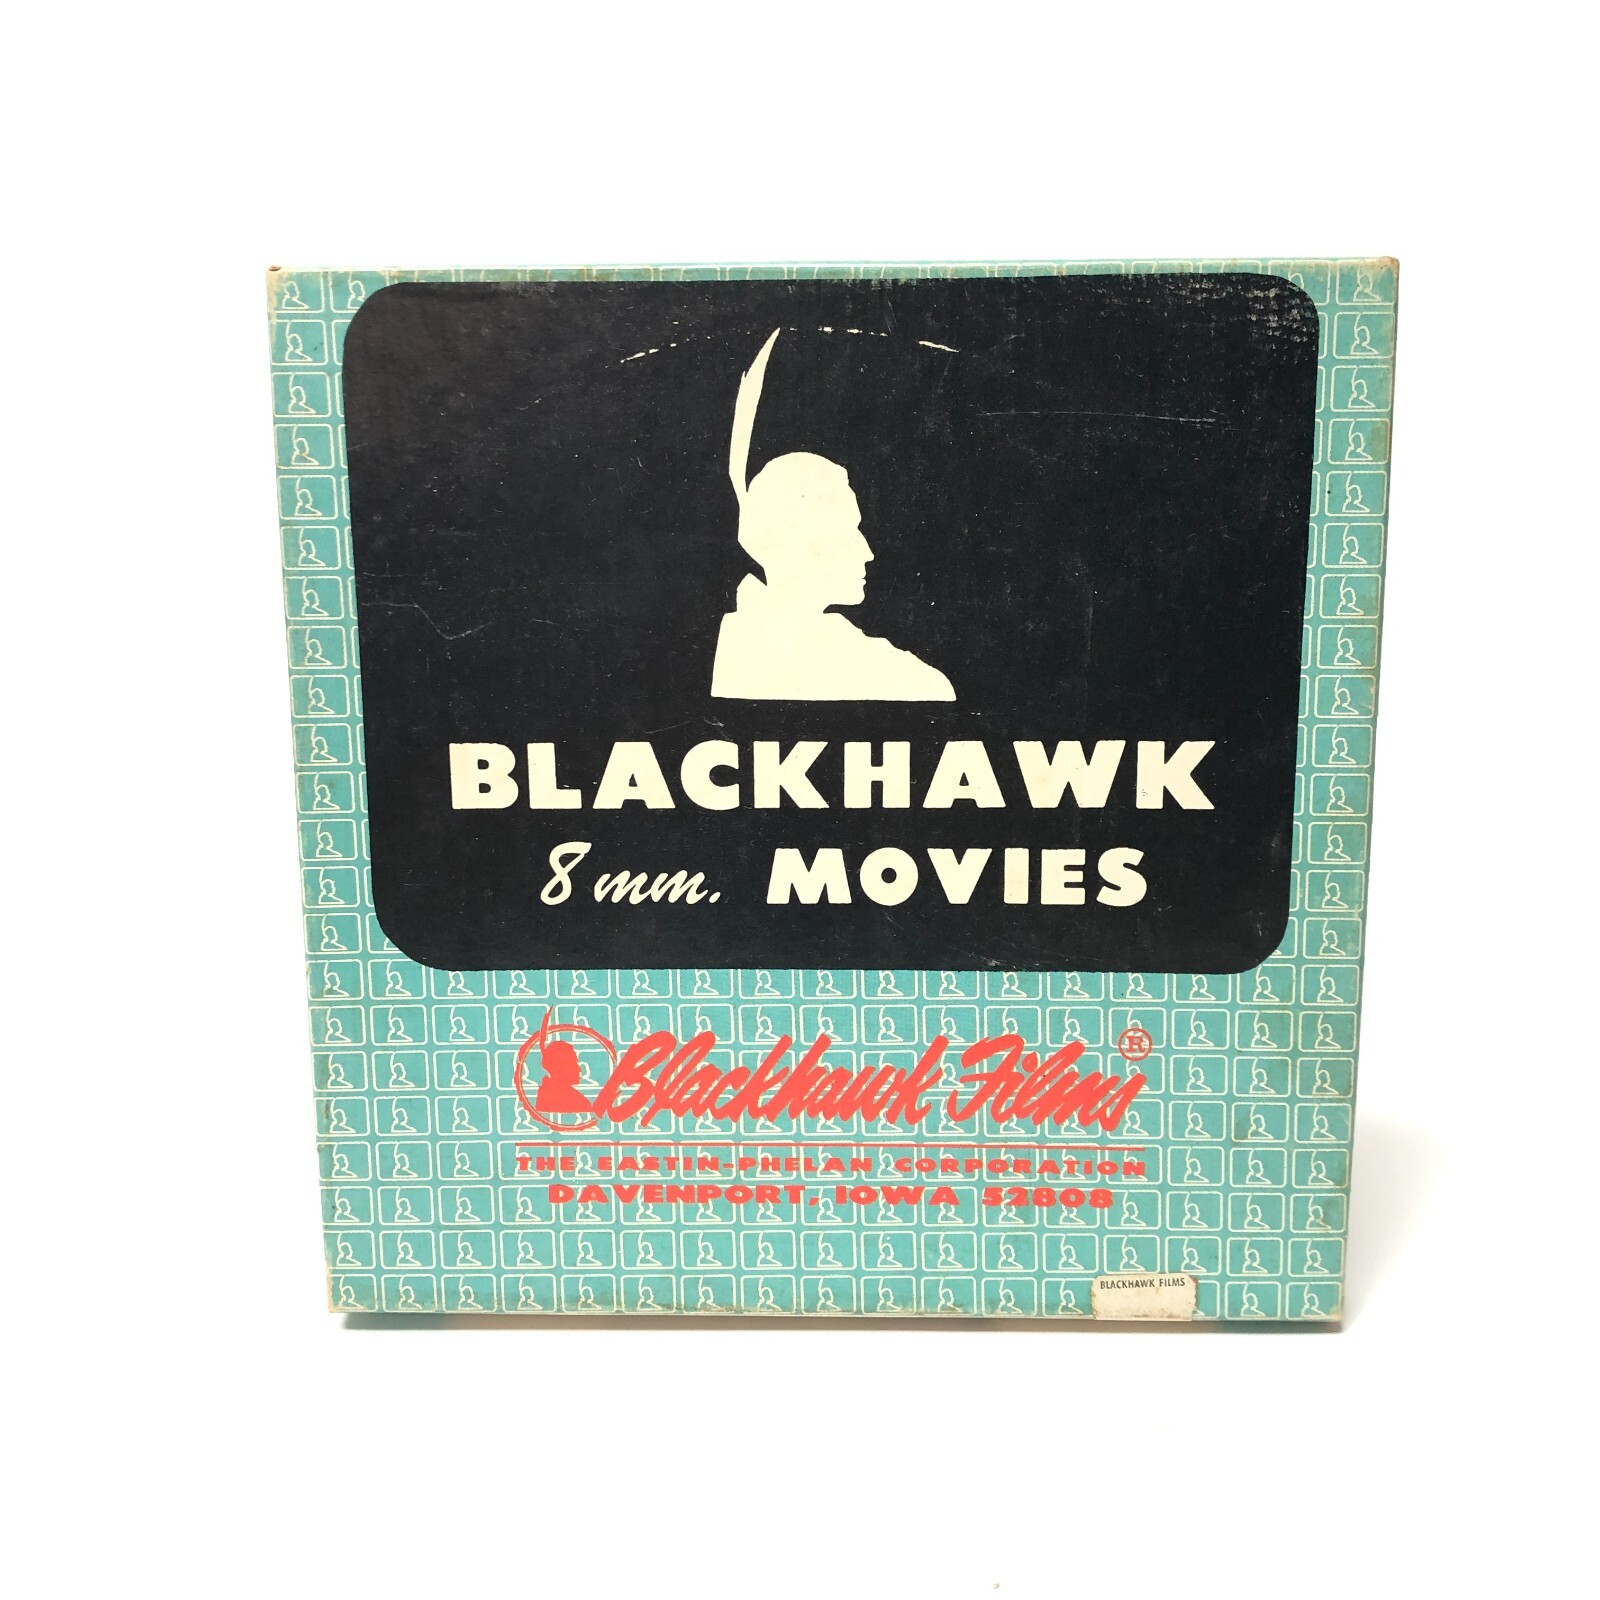 BLACKHAWK
8 mm. MOVIES
Blackhawk Films ®
THE EASTIN-PHELAN CORPORATION
DAVENPORT, IOWA 52808
BLACKHAWK FILMS